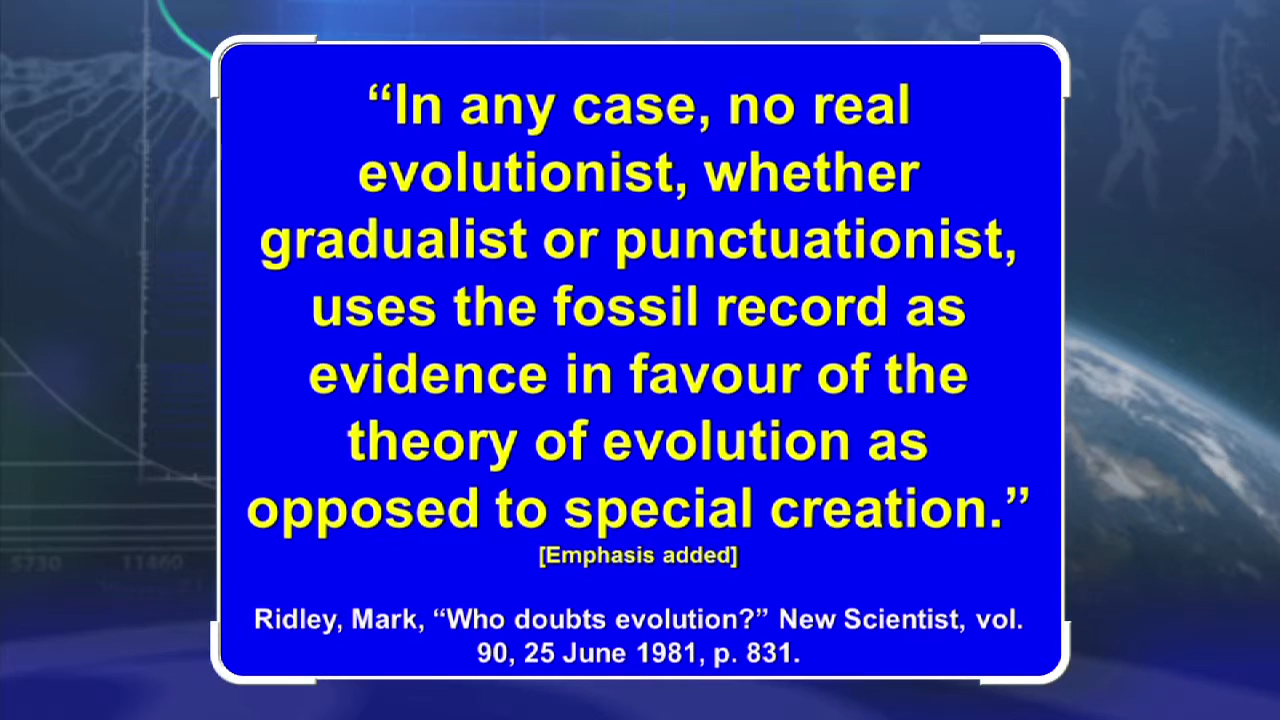 “In any case, no real
evolutionist, whether
gradualist or punctuationist,
uses the fossil record as
evidence in favour of the
theory of evolution as
opposed to special creation.”
[Emphasis added]
Ridley, Mark, “Who doubts evolution?” New Scientist, vol.
90, 25 June 1981, p. 831.
5730 11460